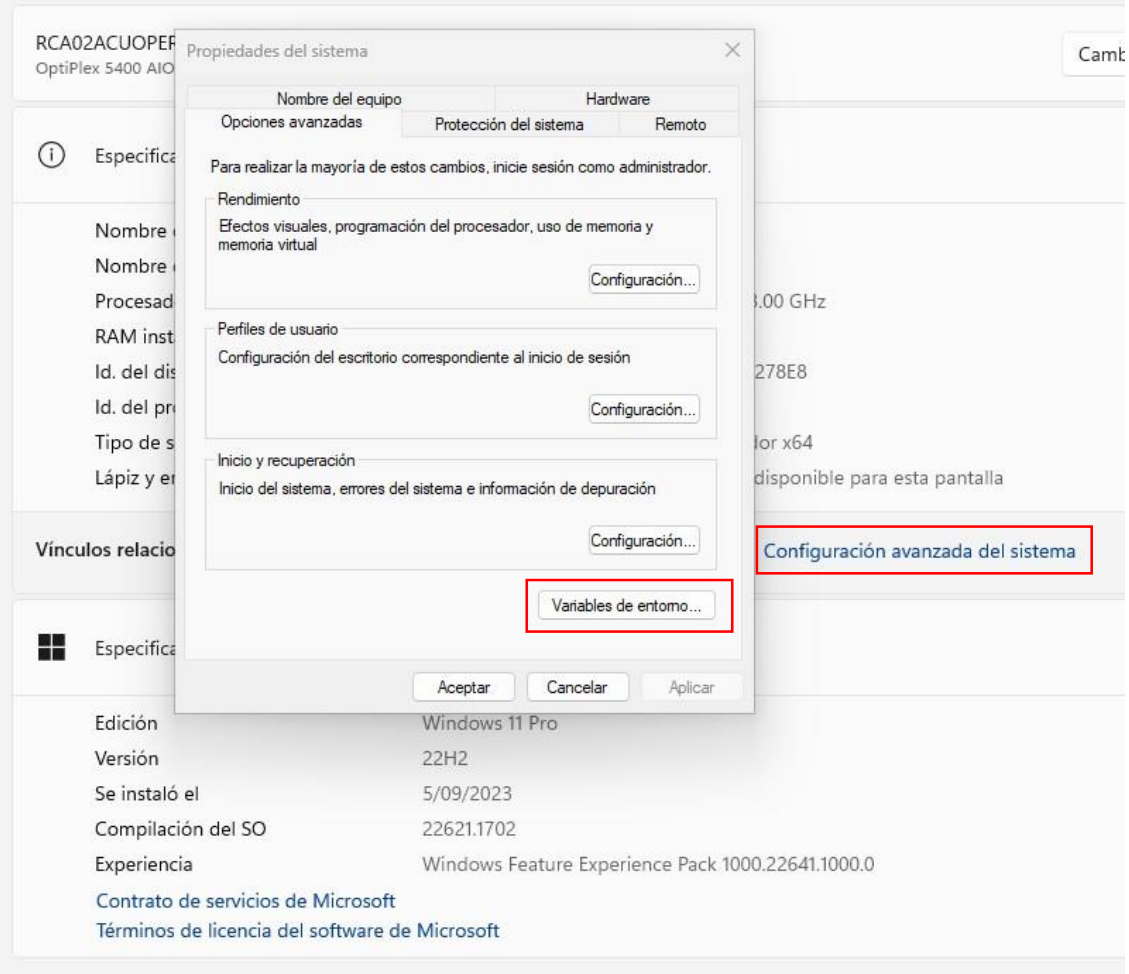 RCA02ACUOPER
OptiPlex 5400 AIO
Camb
Propiedades del sistema
Nombre del equipo
Hardware
Opciones avanzadas
Protección del sistema
Remoto
Para realizar la mayoría de estos cambios, inicie sesión como administrador.
Rendimiento
Efectos visuales, programación del procesador, uso de memoria y
memoria virtual
Configuración...
Perfiles de usuario
Configuración del escritorio correspondiente al inicio de sesión
Configuración...
Inicio y recuperación
Inicio del sistema, errores del sistema e información de depuración
Configuración...
Variables de entorno...
Aceptar
Cancelar
Aplicar
Especifica
Nombre
Nombre
Procesad
.00 GHz
RAM inst
Id. del dis
278E8
Id. del pr
Tipo de s
dor x64
Lápiz y en
disponible para esta pantalla
Vínculos relacio
Configuración avanzada del sistema
Especifica
Edición Windows 11 Pro
Versión 22H2
Se instaló el 5/09/2023
Compilación del SO 22621.1702
Experiencia Windows Feature Experience Pack 1000.22641.1000.0
Contrato de servicios de Microsoft
Términos de licencia del software de Microsoft